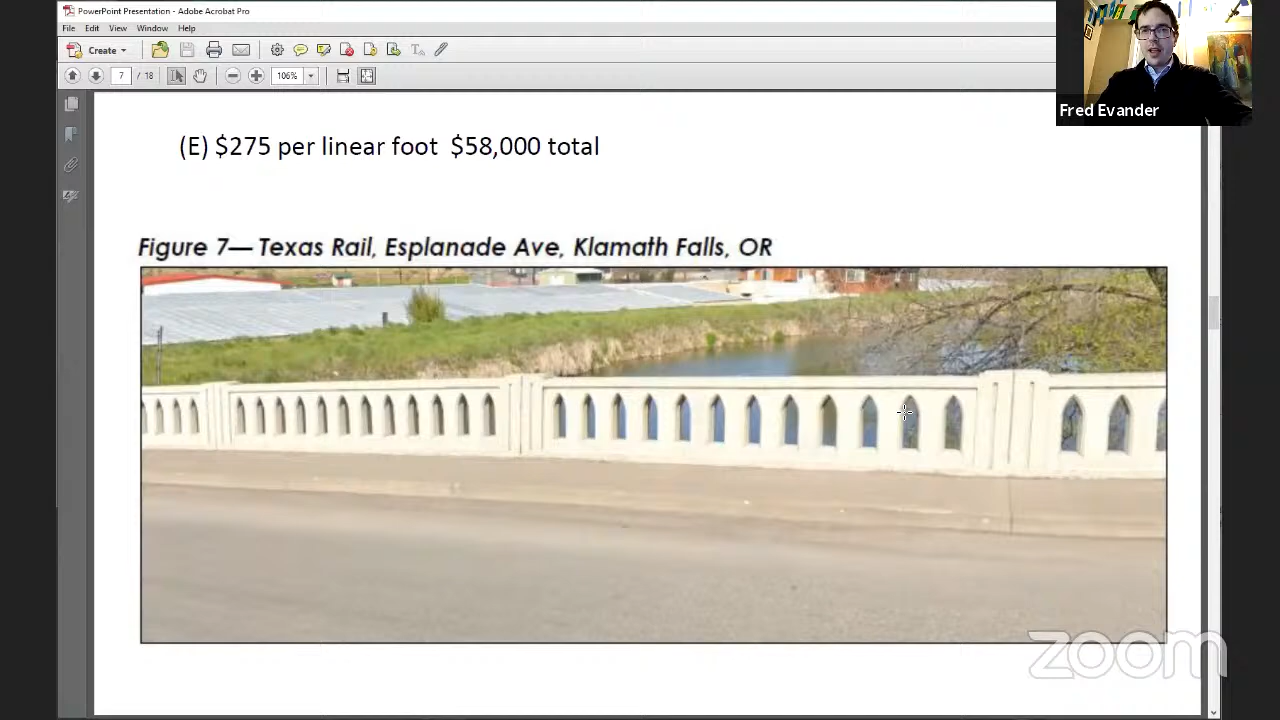 PowerPoint Presentation - Adobe Acrobat Pro
File Edit View Window Help
Create
7 / 18 106%
Fred Evander
(E) $275 per linear foot $58,000 total
Figure 7— Texas Rail, Esplanade Ave, Klamath Falls, OR
zoom